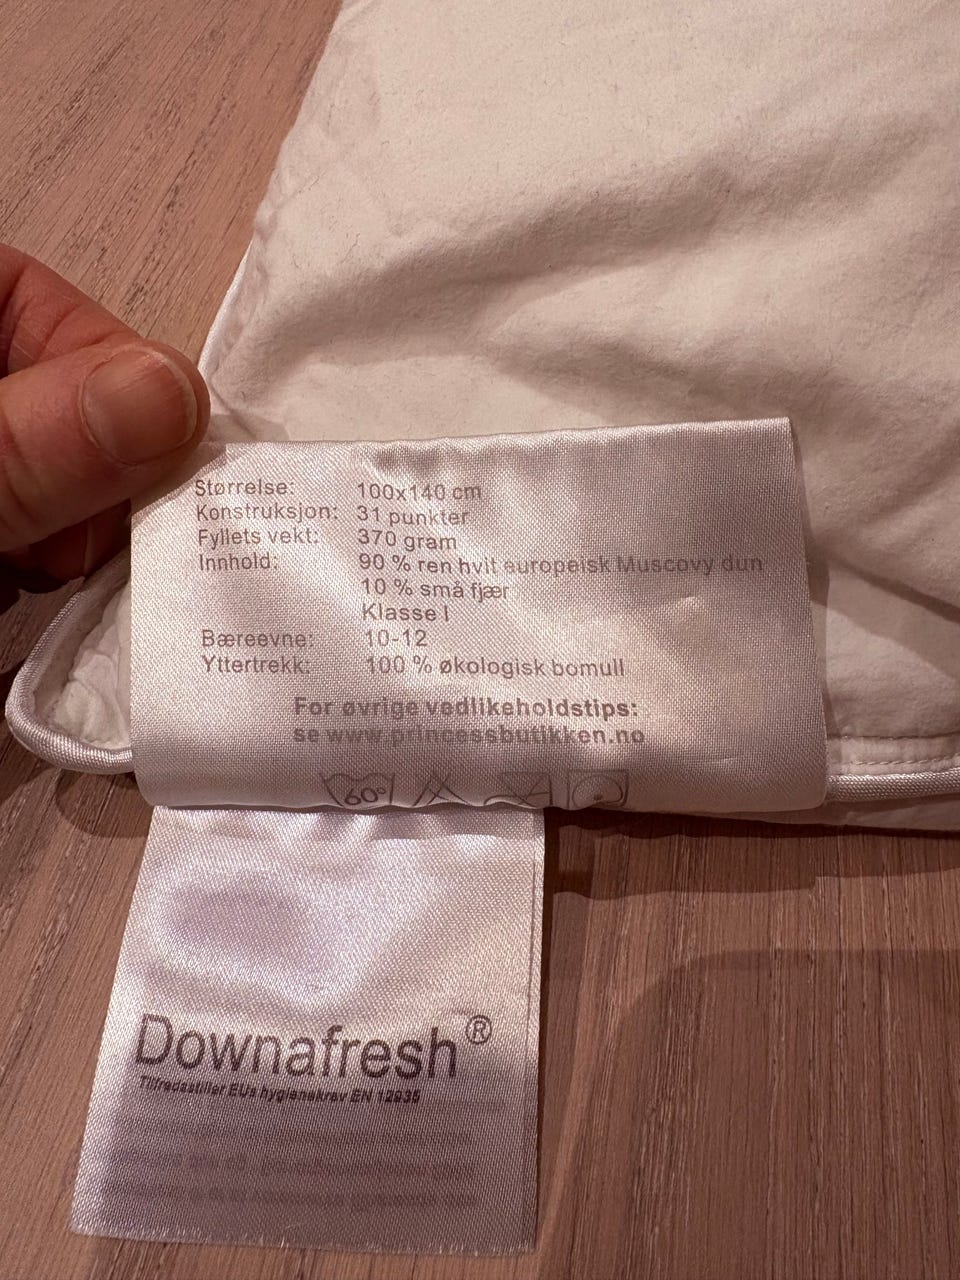 Størrelse: 100x140 cm
Konstruksjon: 31 punkter
Fyllets vekt: 370 gram
Innhold: 90 % ren hvit europeisk Muscovy dun
10 % små fjær
Klasse I
Bæreevne: 10-12
Yttertrekk: 100 % økologisk bomull
For øvrige vedlikeholdstips:
se www.princessbutikken.no
60°
Downafresh®
Tilfredsstiller EUs hygienekrav EN 12935